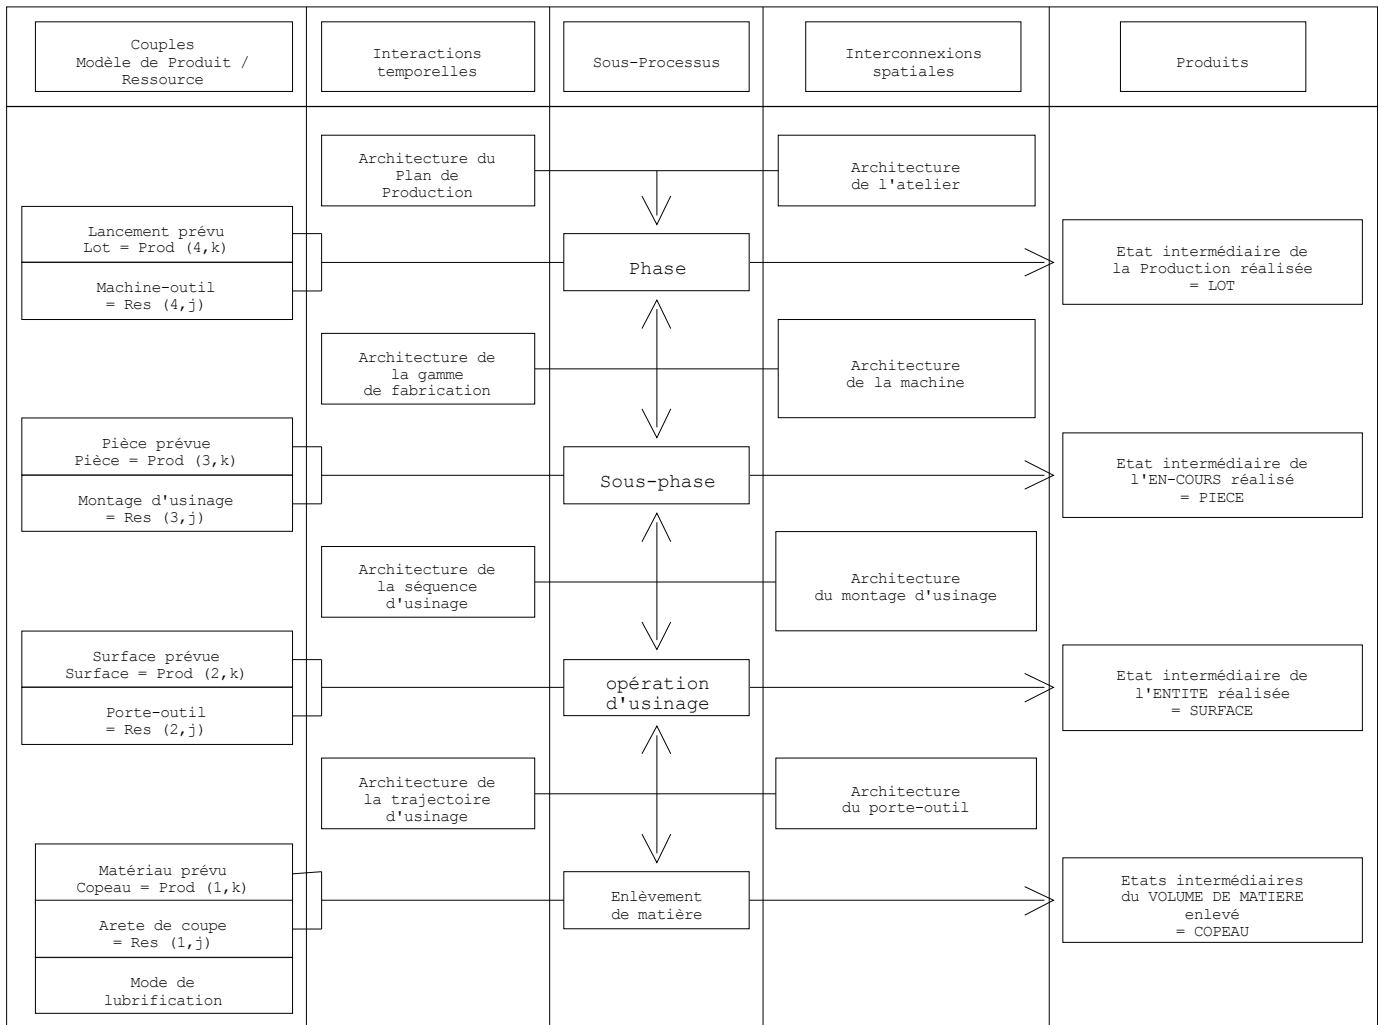 Couples
Modèle de Produit /
Ressource
Interactions
temporelles
Sous-Processus
Interconnexions
spatiales
Produits
Architecture du
Plan de
Production
Architecture
de l'atelier
Lancement prévu
Lot = Prod (4,k)
Machine-outil
= Res (4,j)
Phase
Etat intermédiaire de
la Production réalisée
= LOT
Architecture de
la gamme
de fabrication
Architecture
de la machine
Pièce prévue
Pièce = Prod (3,k)
Montage d'usinage
= Res (3,j)
Sous-phase
Etat intermédiaire de
l'EN-COURS réalisé
= PIECE
Architecture de
la séquence
d'usinage
Architecture
du montage d'usinage
Surface prévue
Surface = Prod (2,k)
Porte-outil
= Res (2,j)
opération
d'usinage
Etat intermédiaire de
l'ENTITE réalisée
= SURFACE
Architecture de
la trajectoire
d'usinage
Architecture
du porte-outil
Matériau prévu
Copeau = Prod (1,k)
Arete de coupe
= Res (1,j)
Mode de
lubrification
Enlèvement
de matière
Etats intermédiaires
du VOLUME DE MATIERE
enlevé
= COPEAU